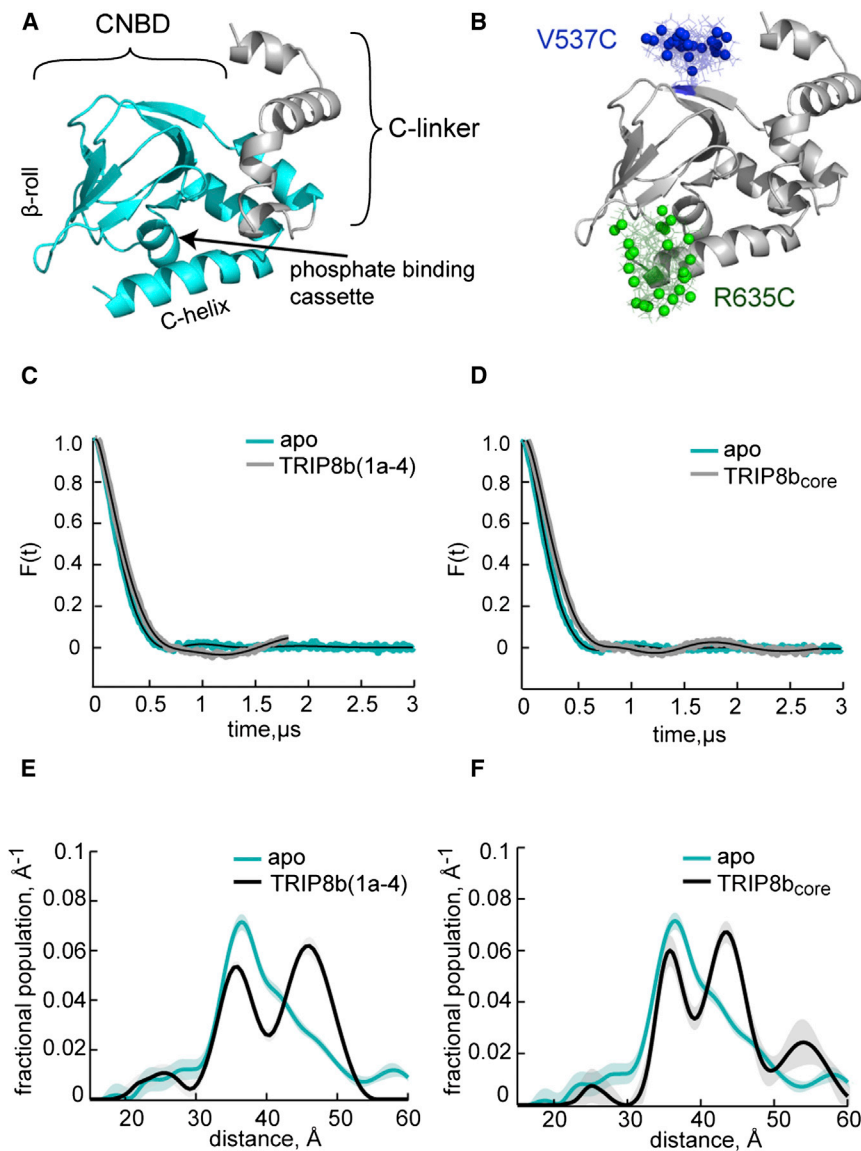 A
CNBD
β-roll
C-linker
phosphate binding
cassette
C-helix
B
V537C
R635C
C
apo
TRIP8b(1a-4)
F(t)
1.0
0.8
0.6
0.4
0.2
0
0 0.5 1 1.5 2 2.5 3
time,µs
D
apo
TRIP8bcore
F(t)
1.0
0.8
0.6
0.4
0.2
0
0 0.5 1 1.5 2 2.5 3
time,µs
E
apo
TRIP8b(1a-4)
fractional population, Å-1
0.1
0.08
0.06
0.04
0.02
0
20 30 40 50 60
distance, Å
F
apo
TRIP8bcore
fractional population, Å-1
0.1
0.08
0.06
0.04
0.02
0
20 30 40 50 60
distance, Å